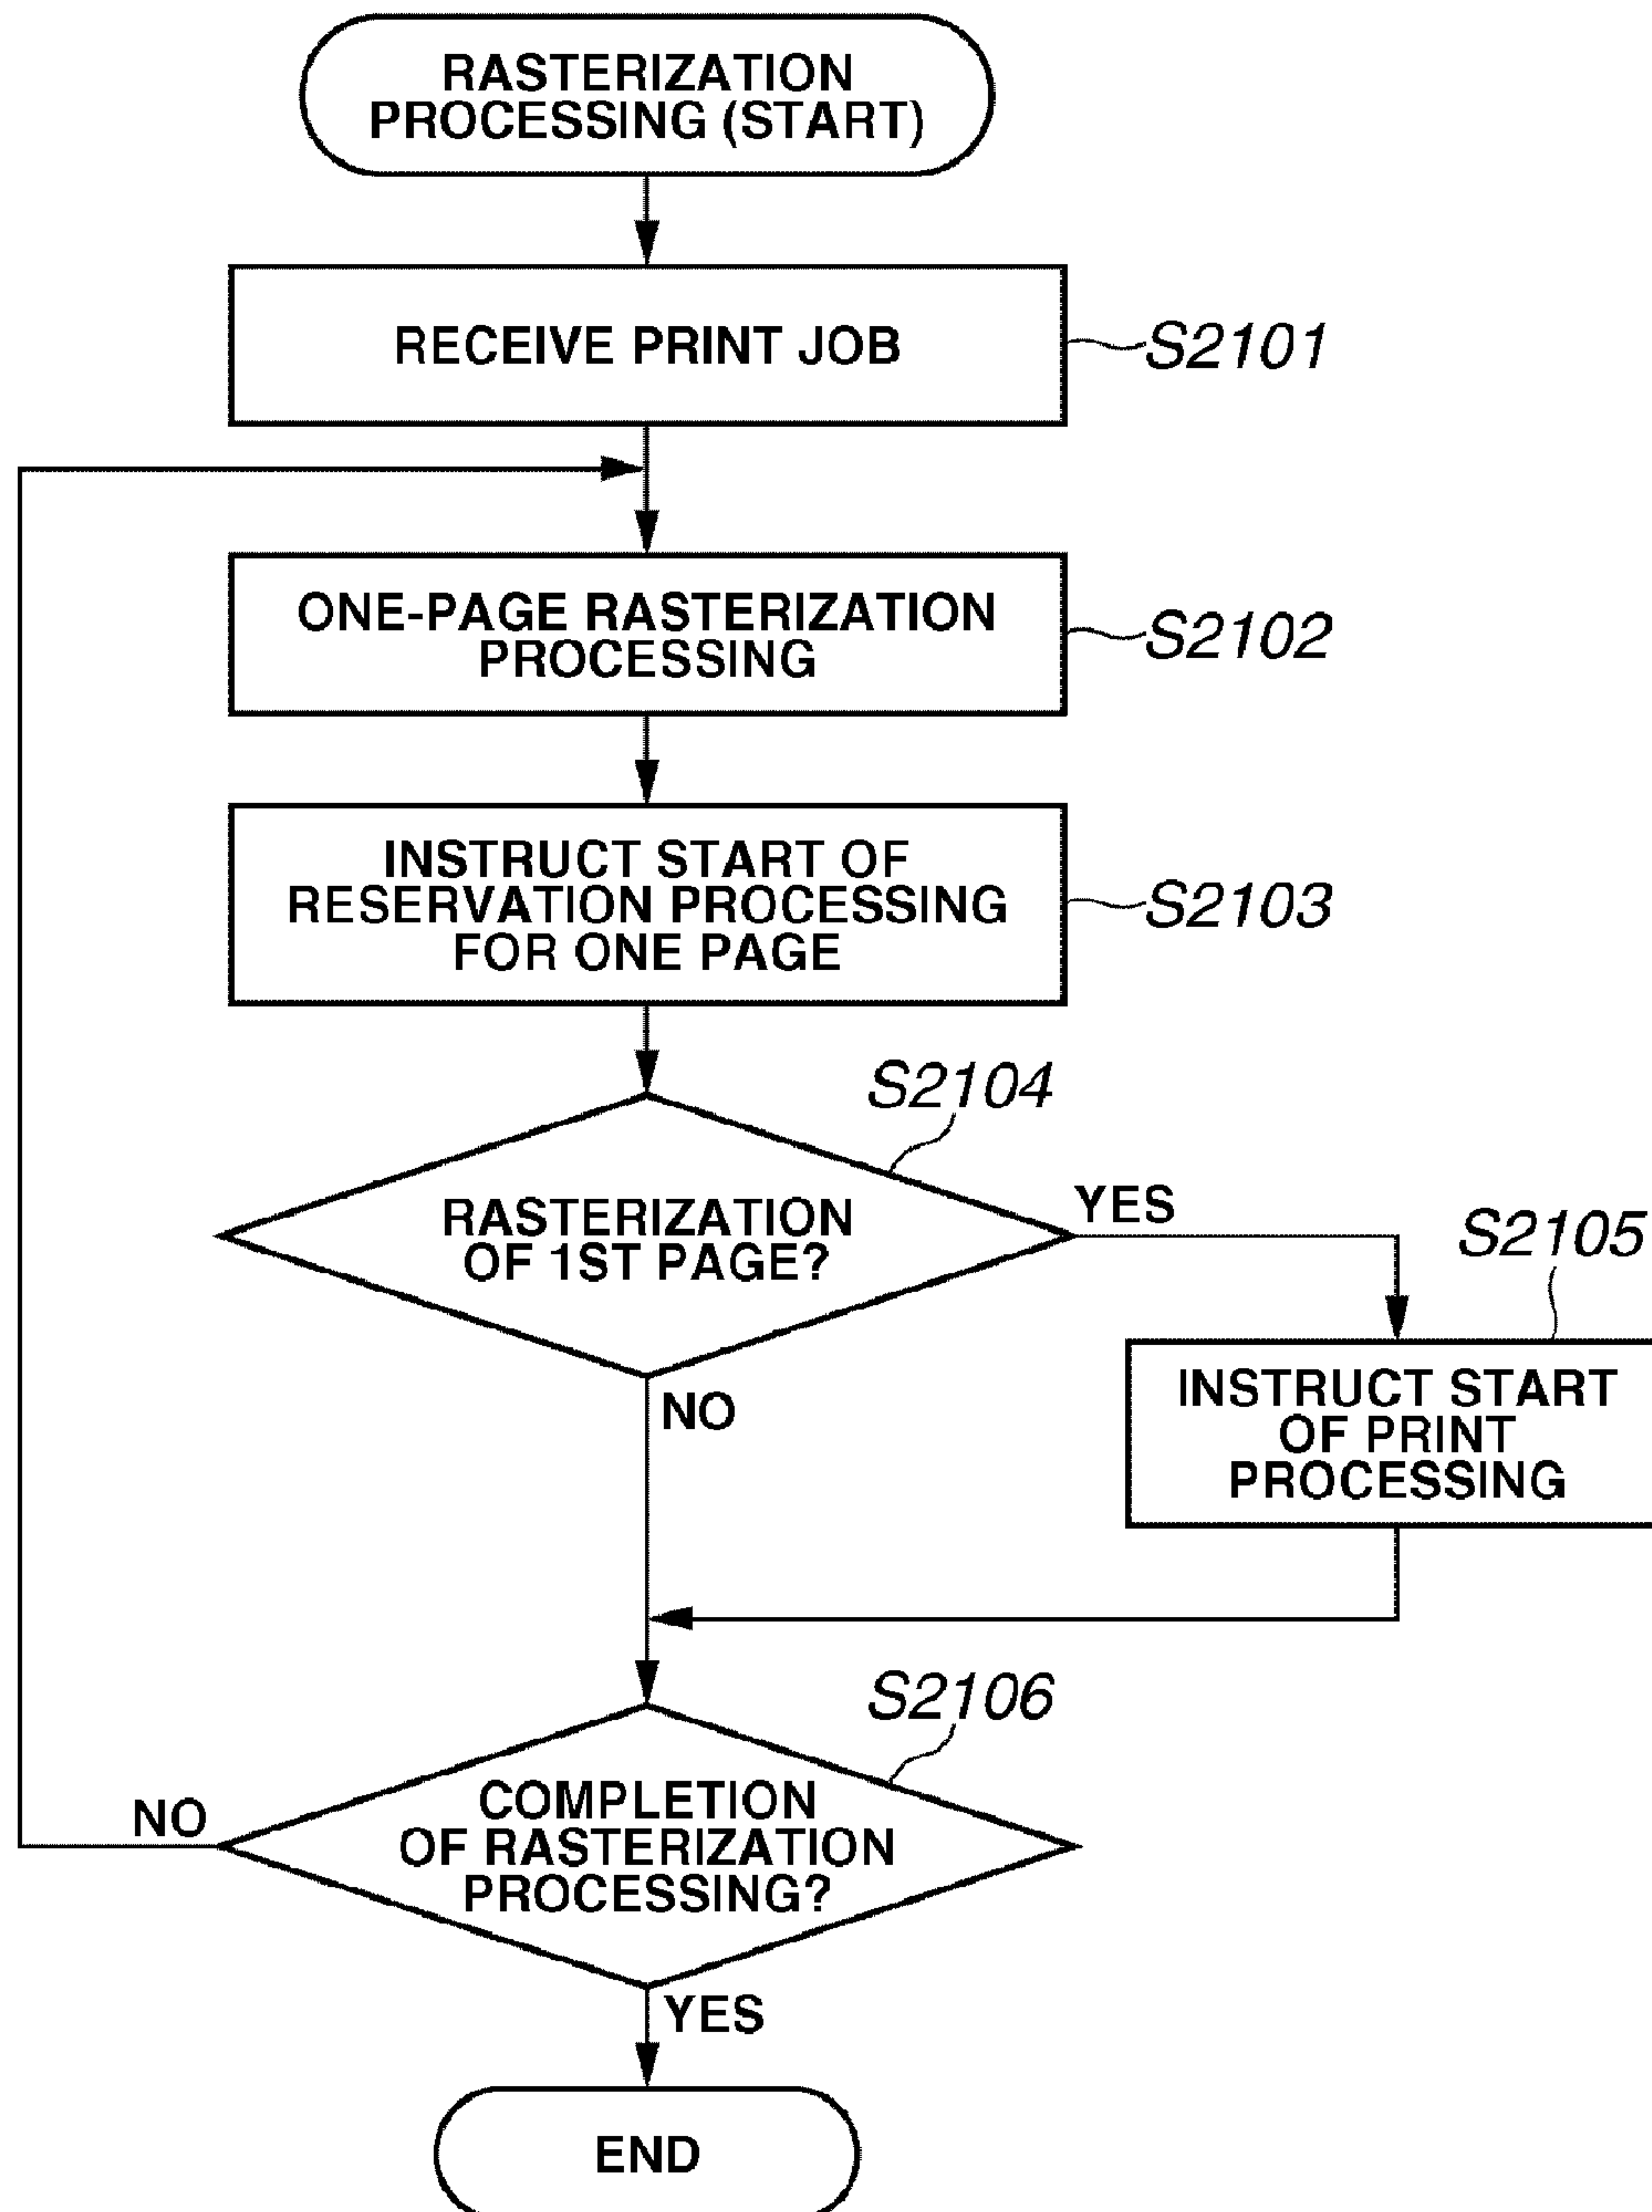 RASTERIZATION
PROCESSING (START)
RECEIVE PRINT JOB
S2101
ONE-PAGE RASTERIZATION
PROCESSING
S2102
INSTRUCT START OF
RESERVATION PROCESSING
FOR ONE PAGE
S2103
S2104
RASTERIZATION
OF 1ST PAGE?
YES
S2105
INSTRUCT START
OF PRINT
PROCESSING
NO
S2106
COMPLETION
OF RASTERIZATION
PROCESSING?
NO
YES
END